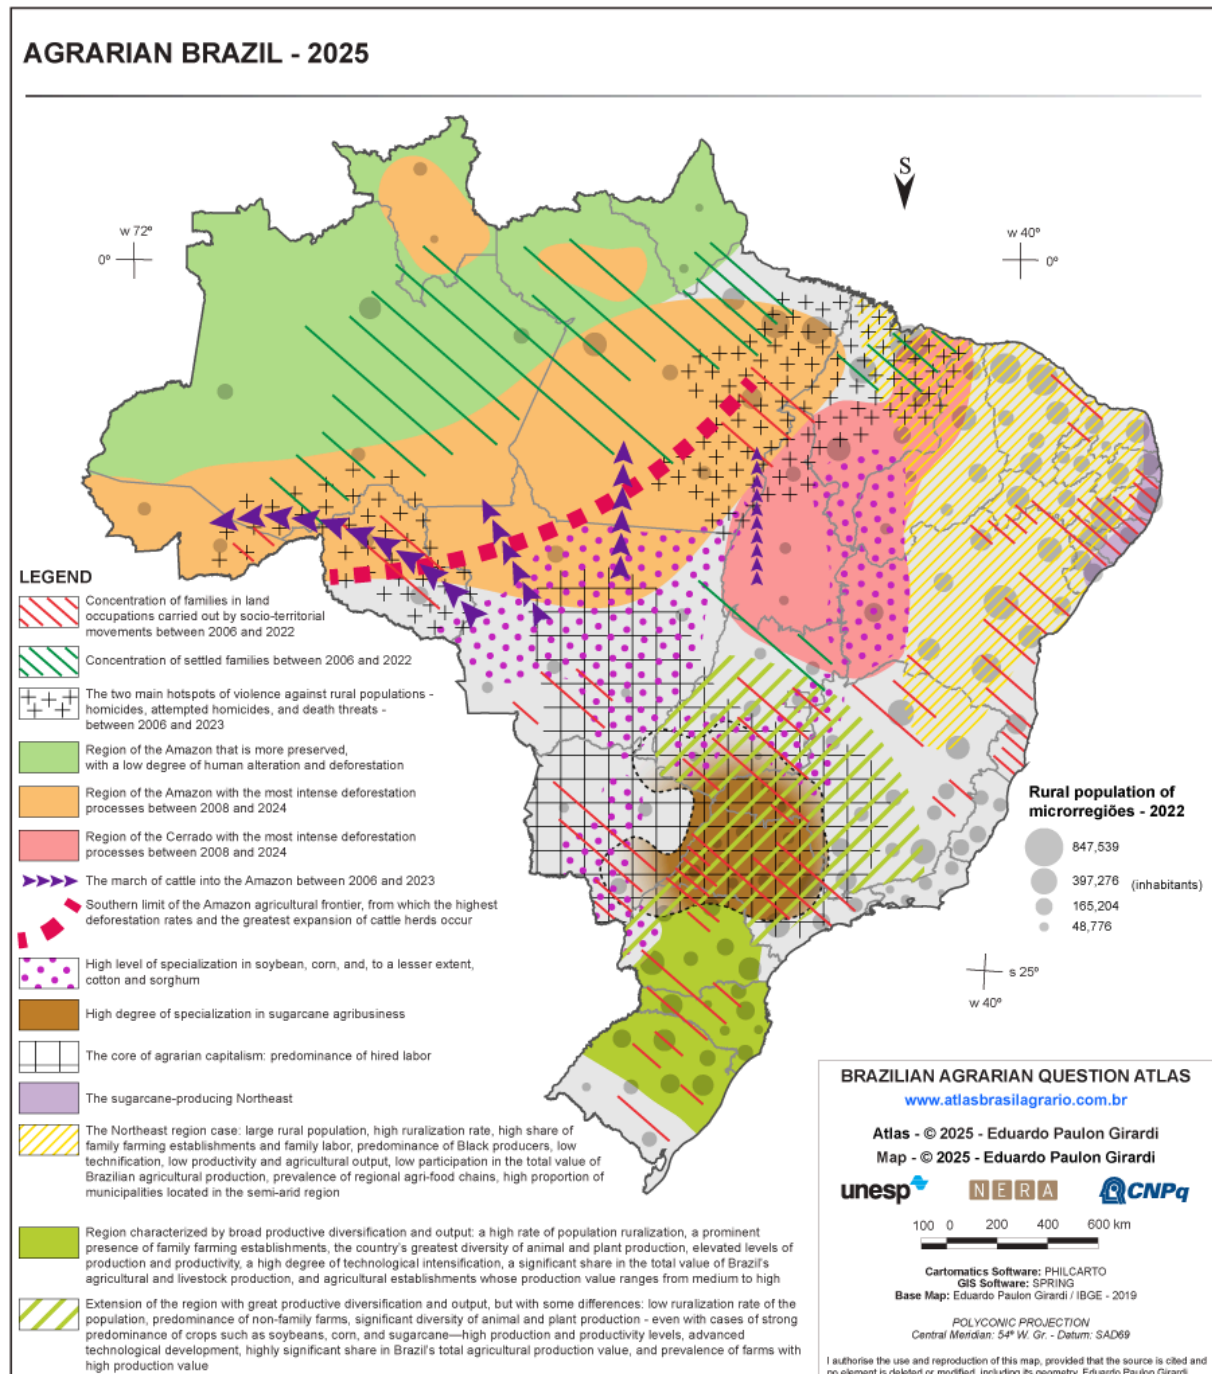 AGRARIAN BRAZIL - 2025
S
w 72º
0º
w 40º
0º
LEGEND
Concentration of families in land
occupations carried out by socio-territorial
movements between 2006 and 2022
Concentration of settled families between 2006 and 2022
The two main hotspots of violence against rural populations -
homicides, attempted homicides, and death threats -
between 2006 and 2023
Region of the Amazon that is more preserved,
with a low degree of human alteration and deforestation
Region of the Amazon with the most intense deforestation
processes between 2008 and 2024
Region of the Cerrado with the most intense deforestation
processes between 2008 and 2024
The march of cattle into the Amazon between 2006 and 2023
Southern limit of the Amazon agricultural frontier, from which the highest
deforestation rates and the greatest expansion of cattle herds occur
High level of specialization in soybean, corn, and, to a lesser extent,
cotton and sorghum
High degree of specialization in sugarcane agribusiness
The core of agrarian capitalism: predominance of hired labor
The sugarcane-producing Northeast
The Northeast region case: large rural population, high ruralization rate, high share of
family farming establishments and family labor, predominance of Black producers, low
technification, low productivity and agricultural output, low participation in the total value of
Brazilian agricultural production, prevalence of regional agri-food chains, high proportion of
municipalities located in the semi-arid region
Region characterized by broad productive diversification and output: a high rate of population ruralization, a prominent
presence of family farming establishments, the country's greatest diversity of animal and plant production, elevated levels of
production and productivity, a high degree of technological intensification, a significant share in the total value of Brazil's
agricultural and livestock production, and agricultural establishments whose production value ranges from medium to high
Extension of the region with great productive diversification and output, but with some differences: low ruralization rate of the
population, predominance of non-family farms, significant diversity of animal and plant production - even with cases of strong
predominance of crops such as soybeans, corn, and sugarcane—high production and productivity levels, advanced
technological development, highly significant share in Brazil's total agricultural production value, and prevalence of farms with
high production value
Rural population of
microrregiões - 2022
847,539
397,276
(inhabitants)
165,204
48,776
s 25º
w 40º
BRAZILIAN AGRARIAN QUESTION ATLAS
www.atlasbrasilagrario.com.br
Atlas - © 2025 - Eduardo Paulon Girardi
Map - © 2025 - Eduardo Paulon Girardi
unesp
NERA
CNPq
100 0 200 400 600 km
Cartomatics Software: PHILCARTO
GIS Software: SPRING
Base Map: Eduardo Paulon Girardi / IBGE - 2019
POLYCONIC PROJECTION
Central Meridian: 54º W. Gr. - Datum: SAD69
I authorise the use and reproduction of this map, provided that the source is cited and
no element is deleted or modified, including its geometry. Eduardo Paulon Girardi